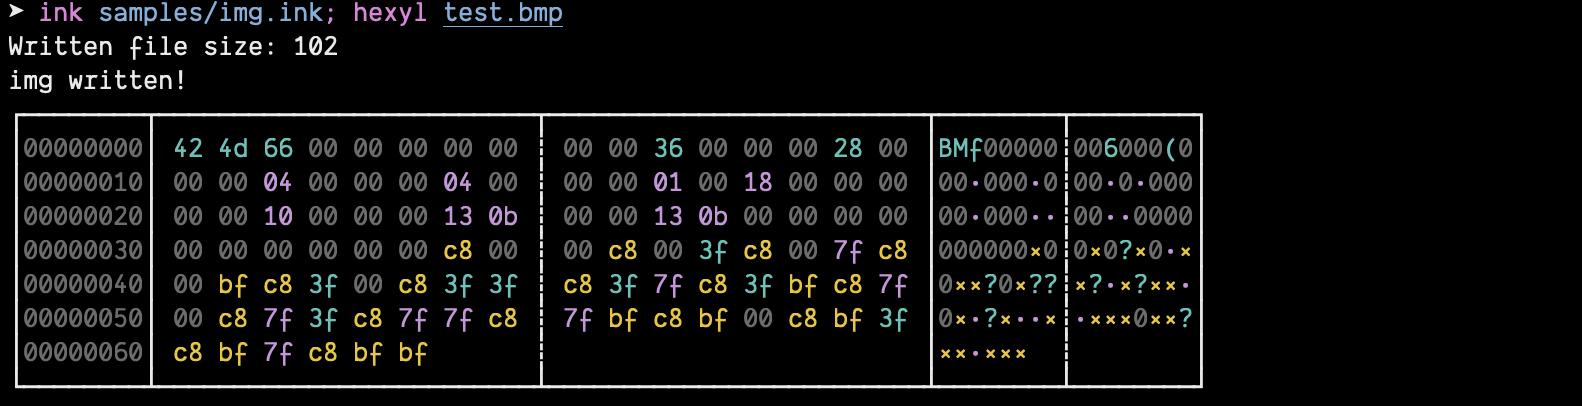 ➤ ink samples/img.ink; hexyl test.bmp
Written file size: 102
img written!
00000000 42 4d 66 00 00 00 00 00 00 00 36 00 00 00 28 00 BMf00000 006000(0
00000010 00 00 04 00 00 00 04 00 00 00 01 00 18 00 00 00 00•000•0 00•0•000
00000020 00 00 10 00 00 00 13 0b 00 00 13 0b 00 00 00 00 00•000•• 00••0000
00000030 00 00 00 00 00 00 c8 00 00 c8 00 3f c8 00 7f c8 000000×0 0×0?×0•×
00000040 00 bf c8 3f 00 c8 3f 3f c8 3f 7f c8 3f bf c8 7f 0××?0×?? ×?•×?××•
00000050 00 c8 7f 3f c8 7f 7f c8 7f bf c8 bf 00 c8 bf 3f 0×•?×••× •×××0××?
00000060 c8 bf 7f c8 bf bf ××•×××